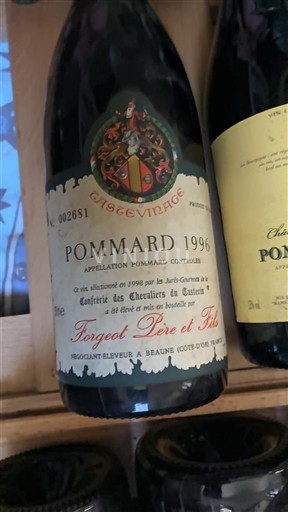 TASTEVINAGE
002681
POMMARD 1996
APPELLATION POMMARD CONTRÔLÉE
Ce vin, sélectionné en 1998 par les Jurés-Gourmets de la
Confrérie des Chevaliers du Tastevin
a été élevé et mis en bouteille par
Forgeot Père et Fils
NÉGOCIANT-ÉLEVEUR A BEAUNE (CÔTE-D'OR) FRANCE